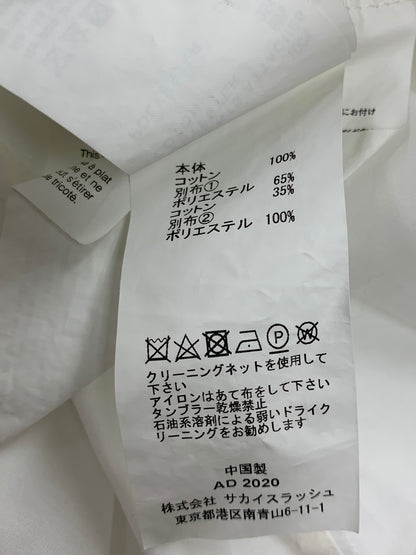 にお付け
This
à plat
ne et ne
ut s'étirer
e tricoté.
本体
コットン 100%
別布①
ポリエステル 65%
コットン 35%
別布②
ポリエステル 100%
P W
クリーニングネットを使用して
下さい
アイロンはあて布をして下さい
タンブラー乾燥禁止
石油系溶剤による弱いドライク
リーニングをお勧めします
中国製
AD 2020
株式会社 サカイスラッシュ
東京都港区南青山6-11-1